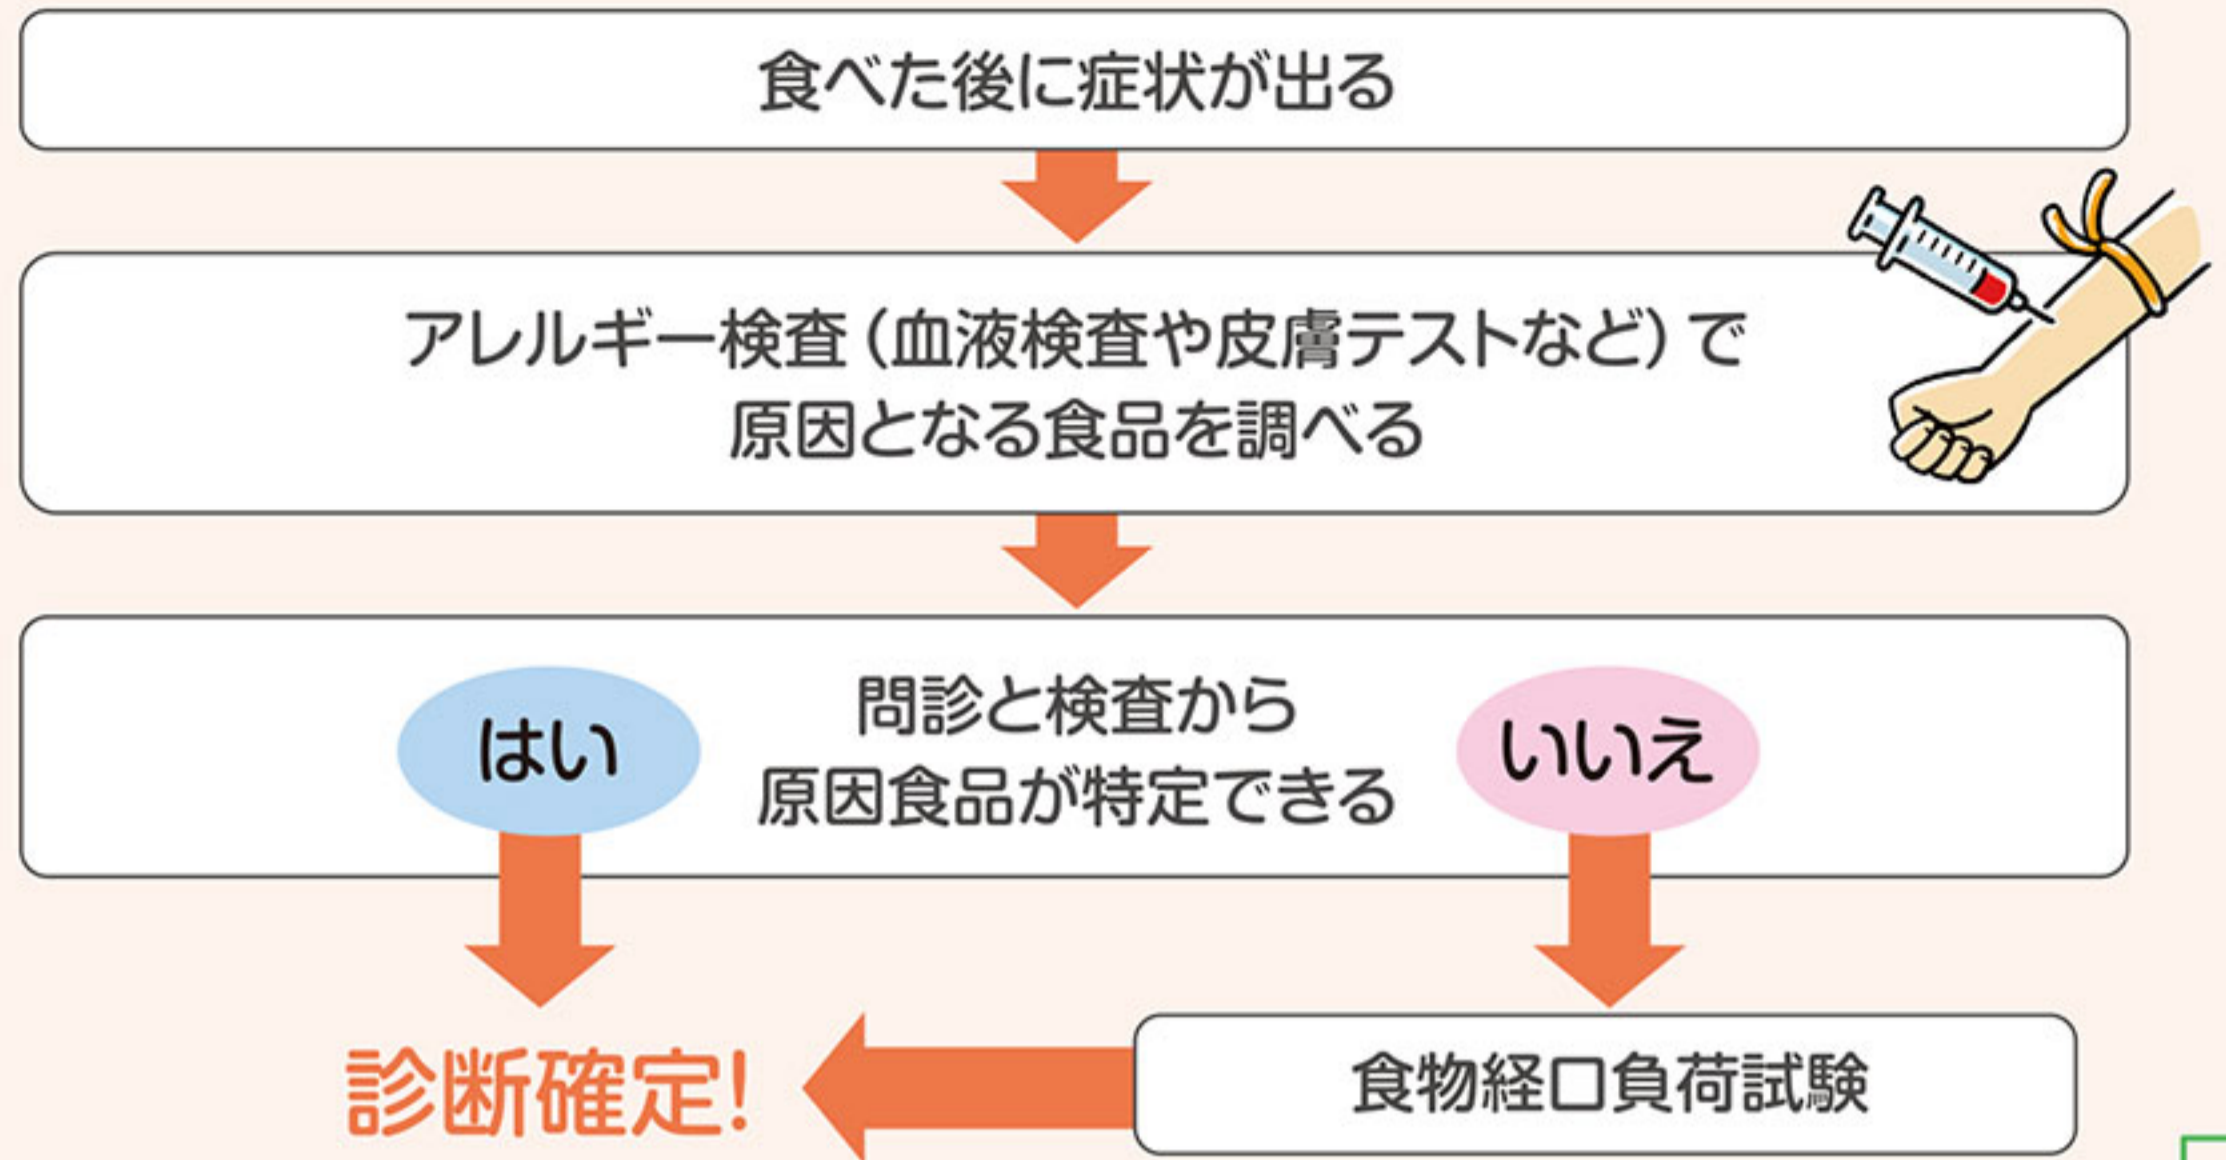 食べた後に症状が出る
アレルギー検査(血液検査や皮膚テストなど)で
原因となる食品を調べる
問診と検査から
原因食品が特定できる
はい
いいえ
診断確定!
食物経口負荷試験